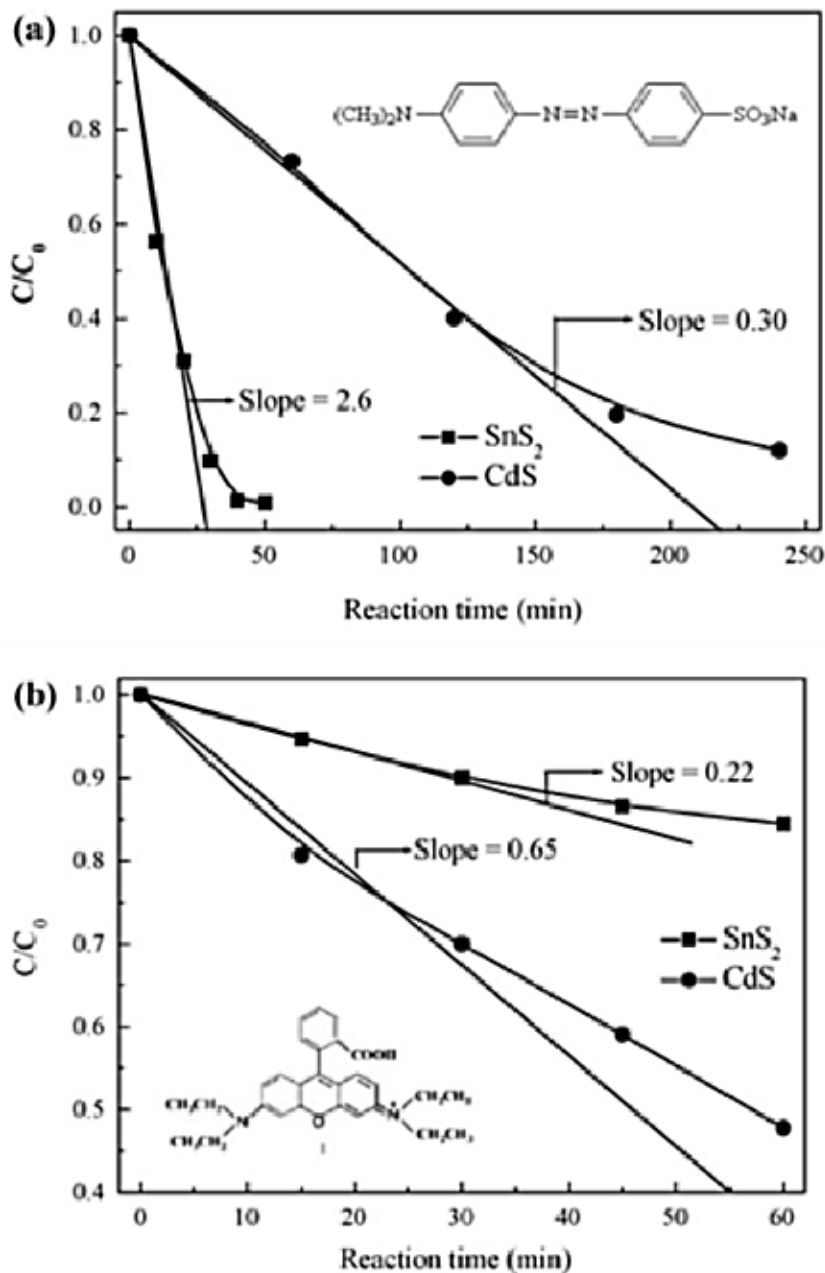 (a)
1.0
0.8
0.6
0.4
0.2
0.0
C/C₀
(CH₃)₂N
N=N
SO₃Na
Slope = 0.30
Slope = 2.6
SnS₂
CdS
0 50 100 150 200 250
Reaction time (min)
(b)
1.0
0.9
0.8
0.7
0.6
0.5
0.4
C/C₀
Slope = 0.22
Slope = 0.65
SnS₂
CdS
N
O
N
0 10 20 30 40 50 60
Reaction time (min)